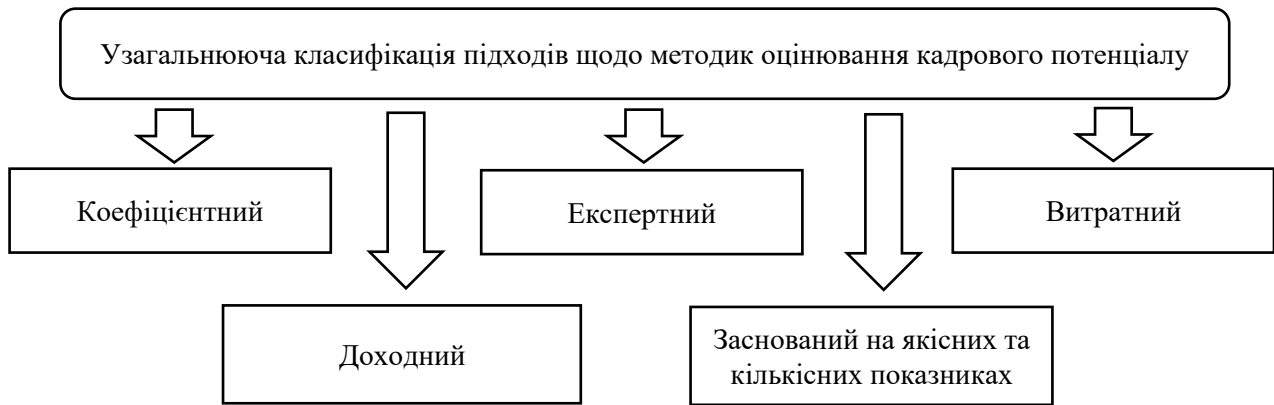 Узагальнююча класифікація підходів щодо методик оцінювання кадрового потенціалу
Коефіцієнтний
Експертний
Витратний
Доходний
Заснований на якісних та
кількісних показниках